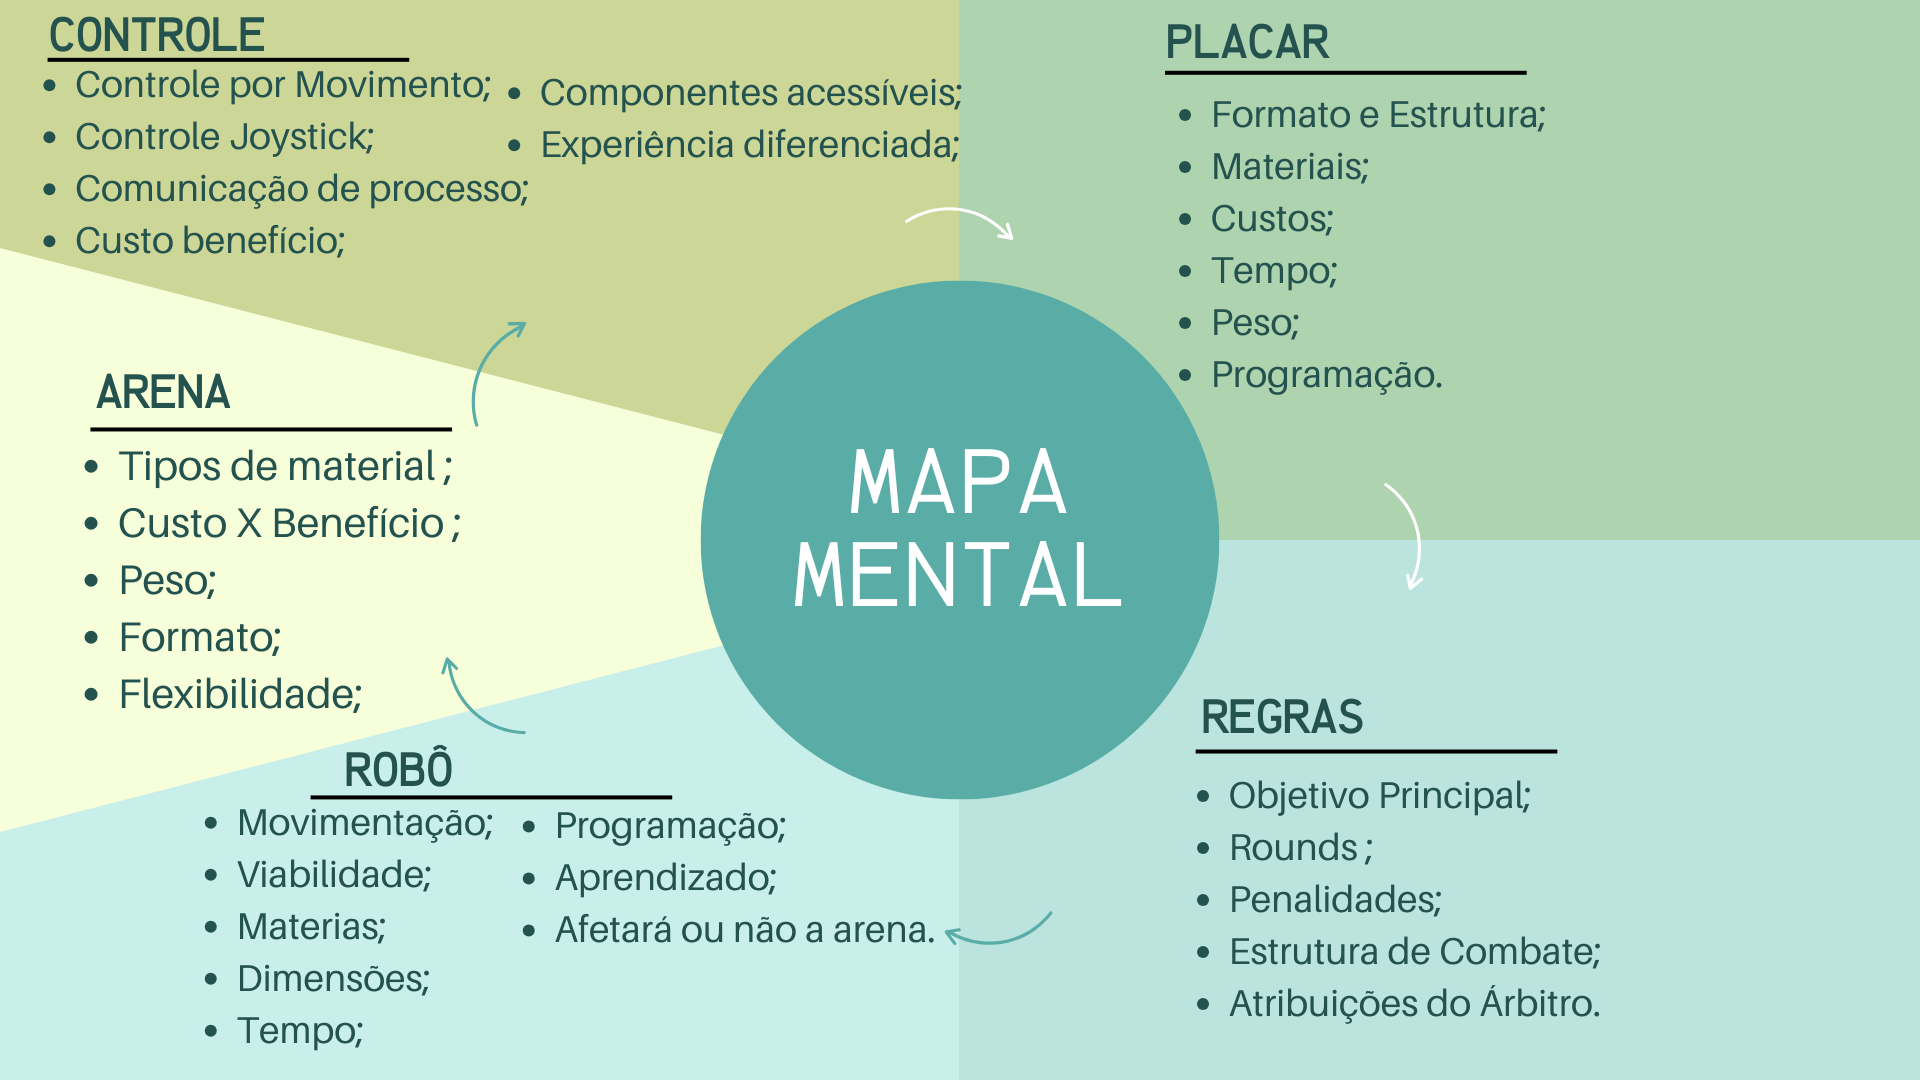 CONTROLE
Controle por Movimento;
Controle Joystick;
Comunicação de processo;
Custo benefício;
Componentes acessíveis;
Experiência diferenciada;
PLACAR
Formato e Estrutura;
Materiais;
Custos;
Tempo;
Peso;
Programação.
ARENA
Tipos de material ;
Custo X Benefício ;
Peso;
Formato;
Flexibilidade;
MAPA
MENTAL
REGRAS
Objetivo Principal;
Rounds ;
Penalidades;
Estrutura de Combate;
Atribuições do Árbitro.
ROBÔ
Movimentação;
Viabilidade;
Materias;
Dimensões;
Tempo;
Programação;
Aprendizado;
Afetará ou não a arena.